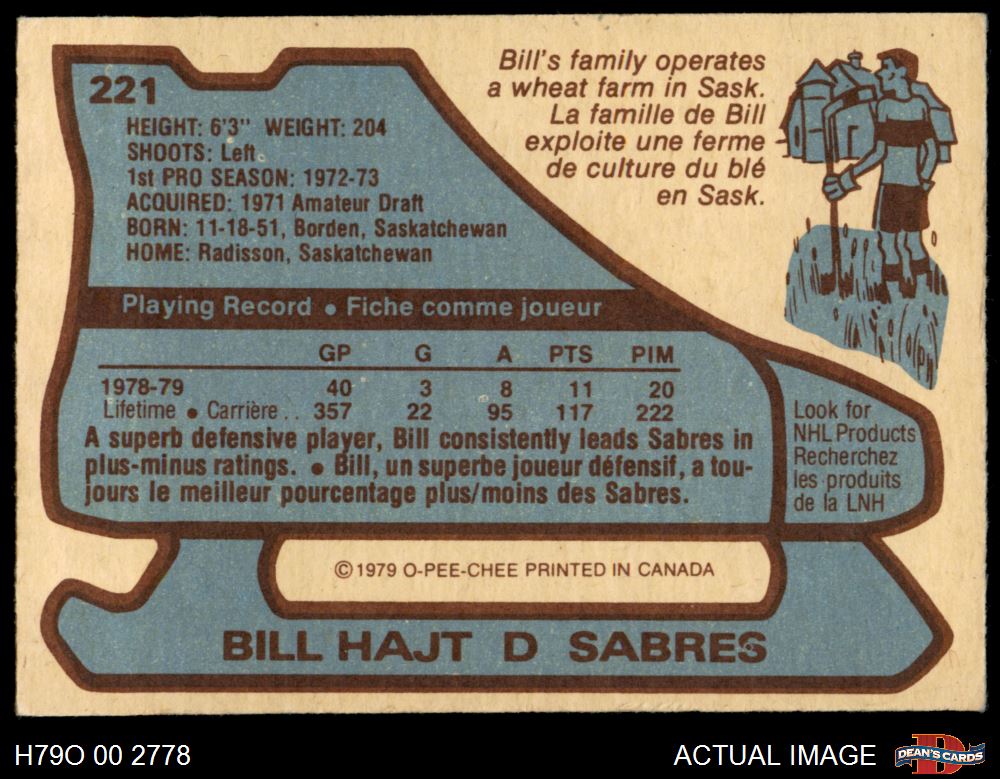 221
HEIGHT: 6'3" WEIGHT: 204
SHOOTS: Left
1st PRO SEASON: 1972-73
ACQUIRED: 1971 Amateur Draft
BORN: 11-18-51, Borden, Saskatchewan
HOME: Radisson, Saskatchewan
Bill's family operates
a wheat farm in Sask.
La famille de Bill
exploite une ferme
de culture du blé
en Sask.
Playing Record • Fiche comme joueur
GP G A PTS PIM
1978-79 40 3 8 11 20
Lifetime • Carrière . . 357 22 95 117 222
A superb defensive player, Bill consistently leads Sabres in
plus-minus ratings. • Bill, un superbe joueur défensif, a tou-
jours le meilleur pourcentage plus/moins des Sabres.
Look for
NHL Products
Recherchez
les produits
de la LNH
©1979 O-PEE-CHEE PRINTED IN CANADA
BILL HAJT D SABRES
H79O 00 2778
ACTUAL IMAGE
DEAN'S CARDS